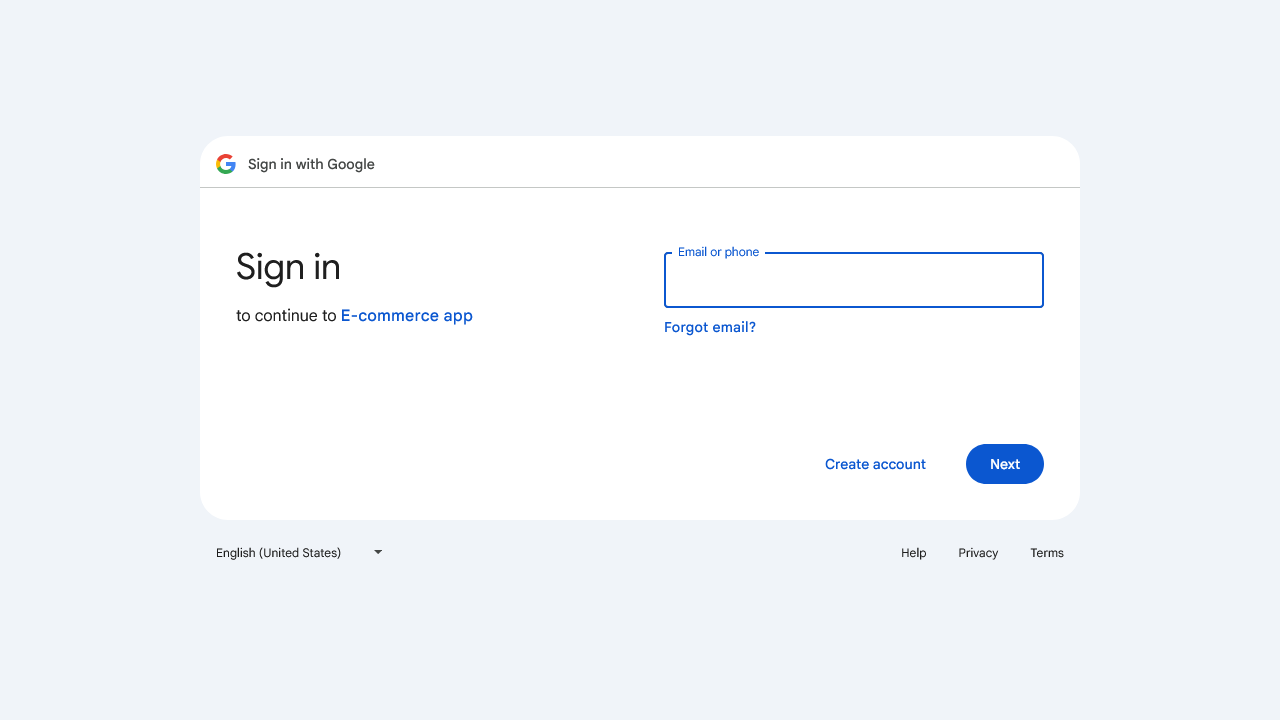 Sign in with Google
Sign in
to continue to E-commerce app
Email or phone
Forgot email?
Create account
Next
English (United States)
Help
Privacy
Terms